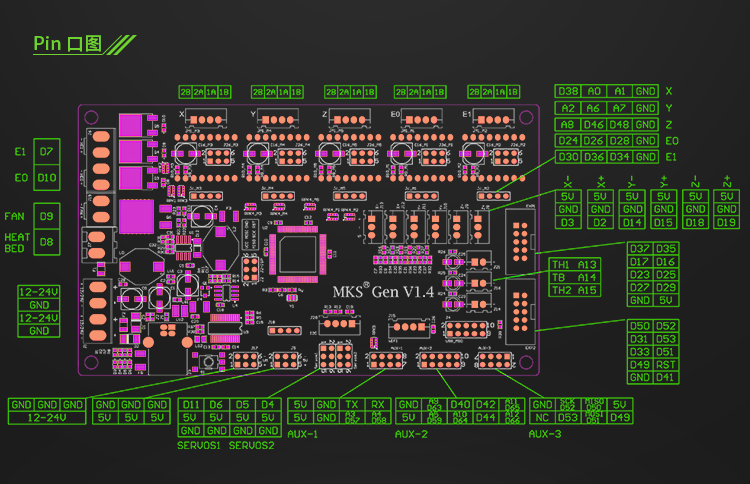 Pin 口图
2B 2A 1A 1B
2B 2A 1A 1B
2B 2A 1A 1B
2B 2A 1A 1B
2B 2A 1A 1B
D38 A0 A1 GND X
A2 A6 A7 GND Y
A8 D46 D48 GND Z
D24 D26 D28 GND E0
D30 D36 D34 GND E1
X Y Z E0 E1
E1 D7
E0 D10
FAN D9
HEAT BED D8
12-24V
GND
12-24V
GND
X- X+ Y- Y+ Z- Z+
5V 5V 5V 5V 5V 5V
GND GND GND GND GND GND
D3 D2 D14 D15 D18 D19
TH1 A13
TB A14
TH2 A15
D37 D35
D17 D16
D23 D25
D27 D29
GND 5V
MKS® Gen V1.4
D50 D52
D31 D53
D33 D51
D49 RST
GND D41
GND GND GND
12-24V
GND GND GND
5V 5V 5V
D11 D6 D5 D4
5V 5V 5V 5V
GND GND GND GND
SERVOS1 SERVOS2
5V GND TX RX
5V GND A3 D57 A4 D58
AUX-1
GND A9 D63 D40 D42 A11 D65
5V A5 D59 A10 D64 D44 A12 D66
AUX-2
GND SCK D52 MISO D50 5V
NC D53 MOSI D51 D49
AUX-3